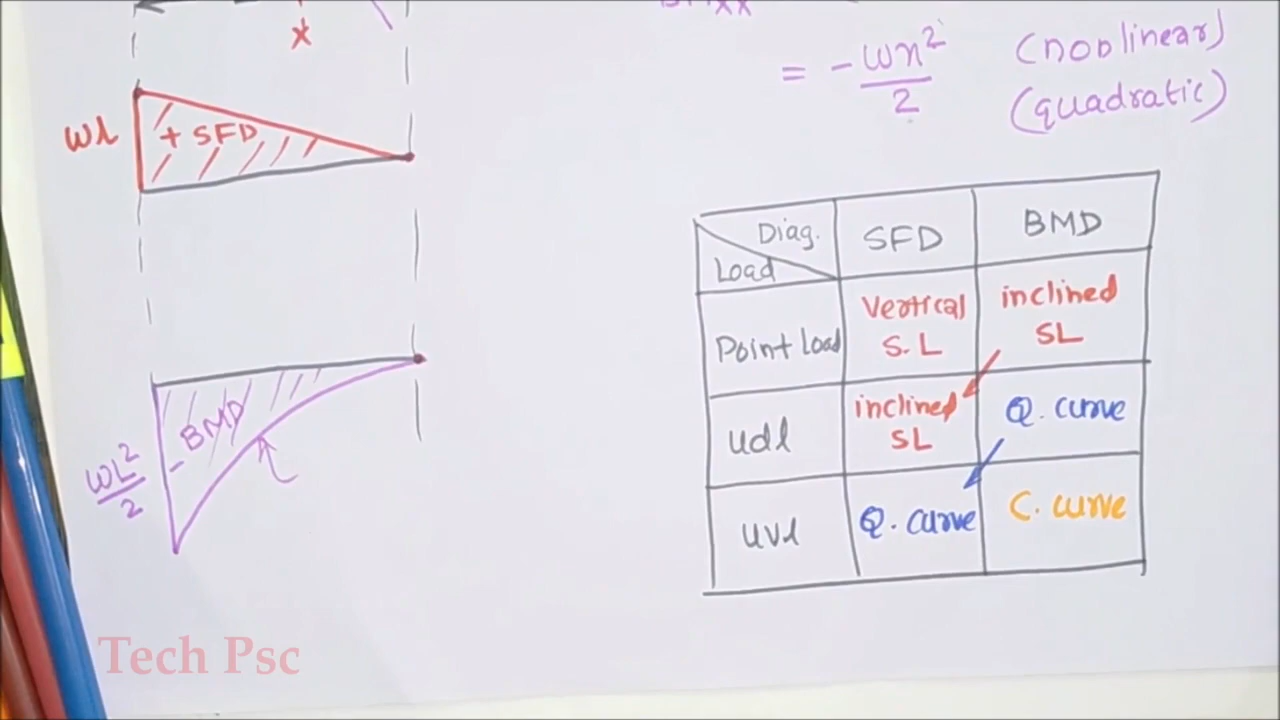 x
= -wx²/2 (nonlinear)
(quadratic)
wl
+ SFD
- BMD
wL²/2
Diag. SFD BMD
Load
Point load Vertical S.L inclined SL
Udl inclined SL Q. curve
UVl Q. curve C. curve
Tech Psc